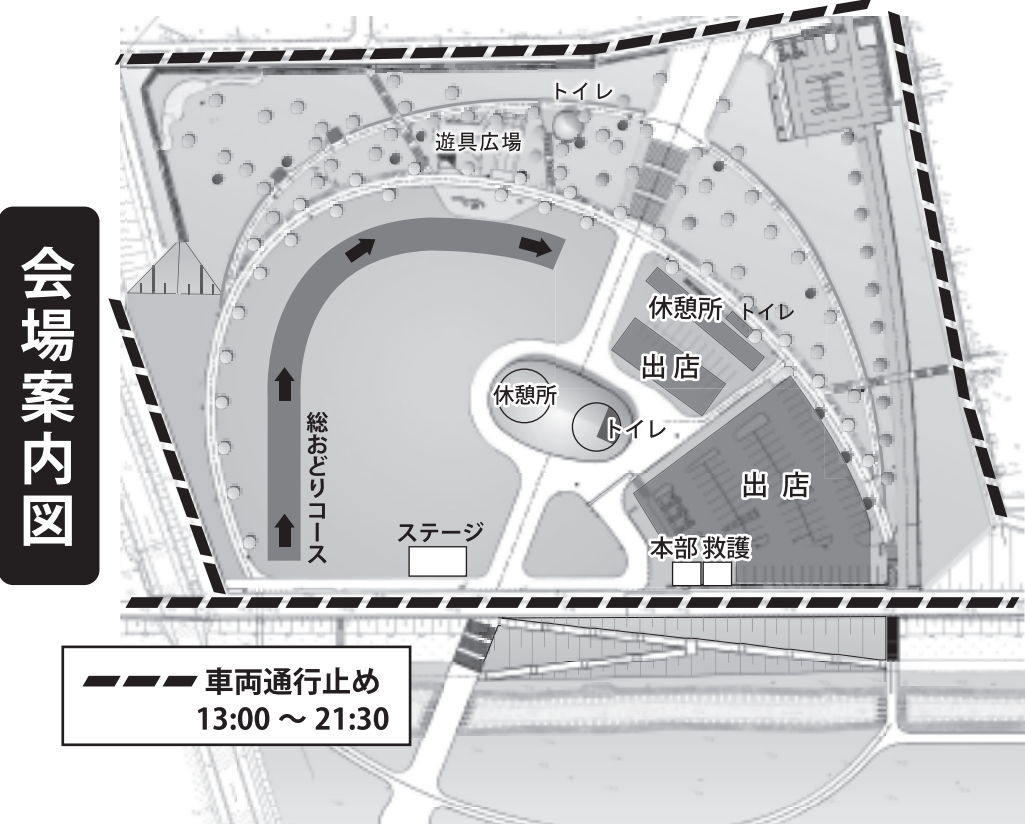 会場案内図
トイレ
遊具広場
休憩所
トイレ
出店
休憩所
トイレ
総おどりコース
出店
ステージ
本部
救護
車両通行止め
13:00 ～ 21:30